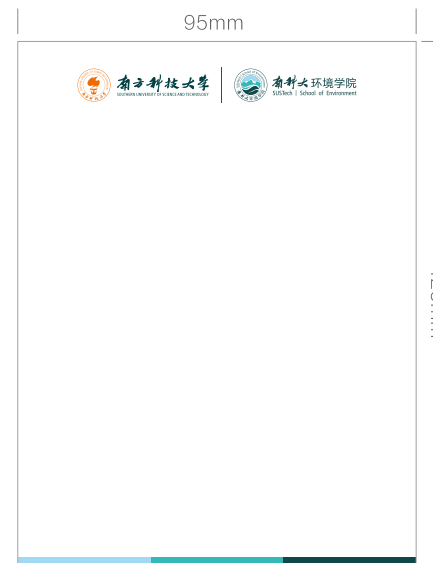 95mm
南方科技大学
SOUTHERN UNIVERSITY OF SCIENCE AND TECHNOLOGY
南科大环境学院
SUSTech | School of Environment